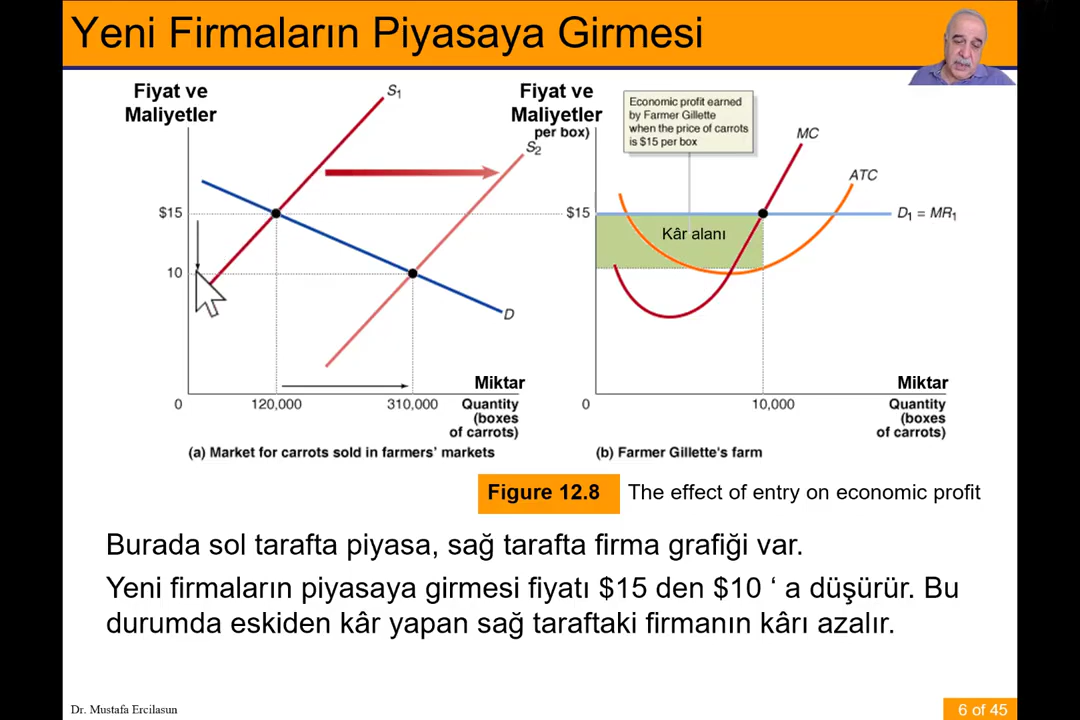 Yeni Firmaların Piyasaya Girmesi
Fiyat ve
Maliyetler
S1
$15
10
D
Miktar
0
120,000
310,000
Quantity
(boxes
of carrots)
(a) Market for carrots sold in farmers' markets
Fiyat ve
Maliyetler
per box)
S2
Economic profit earned
by Farmer Gillette
when the price of carrots
is $15 per box
MC
ATC
$15
D1 = MR1
Kâr alanı
Miktar
0
10,000
Quantity
(boxes
of carrots)
(b) Farmer Gillette's farm
Figure 12.8 The effect of entry on economic profit
Burada sol tarafta piyasa, sağ tarafta firma grafiği var.
Yeni firmaların piyasaya girmesi fiyatı $15 den $10 ‘ a düşürür. Bu
durumda eskiden kâr yapan sağ taraftaki firmanın kârı azalır.
Dr. Mustafa Ercilasun
6 of 45